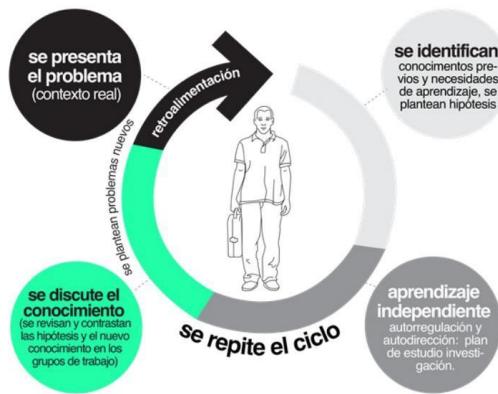 se presenta
el problema
(contexto real)
retroalimentación
se identifican
conocimientos pre-
vios y necesidades
de aprendizaje, se
plantean hipótesis
aprendizaje
independiente
autorregulación y
autodirección: plan
de estudio investi-
gación.
se repite el ciclo
se discute el
conocimiento
(se revisan y contrastan
las hipótesis y el nuevo
conocimiento en los
grupos de trabajo)
se plantean problemas nuevos